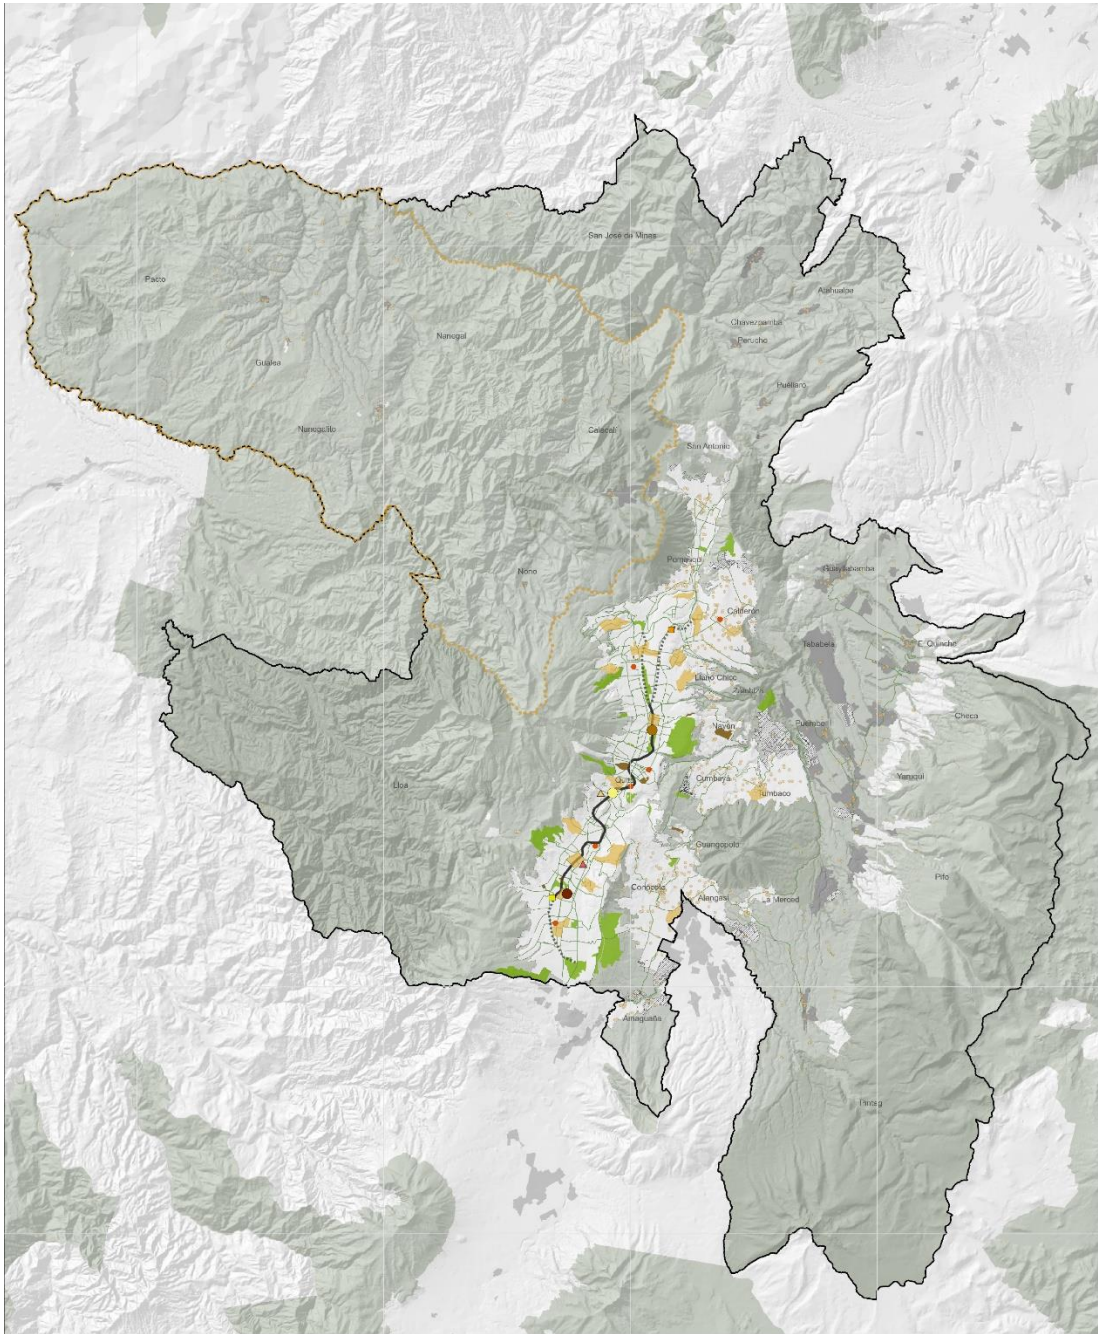 San José de Minas
Pacto
Atahualpa
Chavezpamba
Nanegal
Perucho
Gualea
Nanegalito
Calacalí
San Antonio
Pomasqui
Nono
Guayllabamba
Calderón
Tababela
El Quinche
Llano Chico
Zámbiza
Checa
Nayón
Puembo
Lloa
Cumbayá
Yaruquí
Tumbaco
Guangopolo
Pifo
Conocoto
Alangasí
La Merced
Amaguaña
Pintag